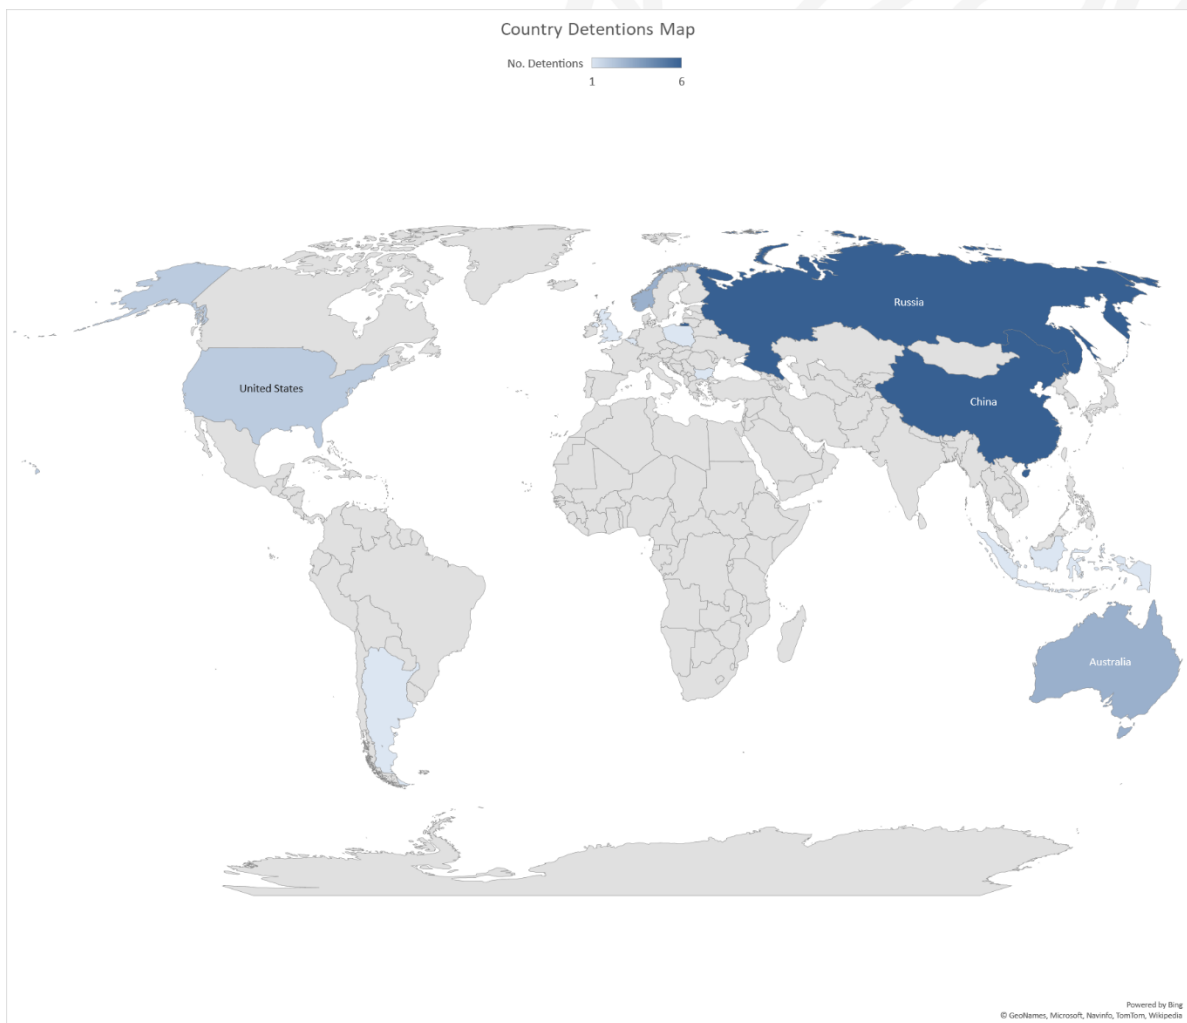 Country Detentions Map
No. Detentions
1 6
Russia
United States
China
Australia
Powered by Bing
© GeoNames, Microsoft, Navinfo, TomTom, Wikipedia